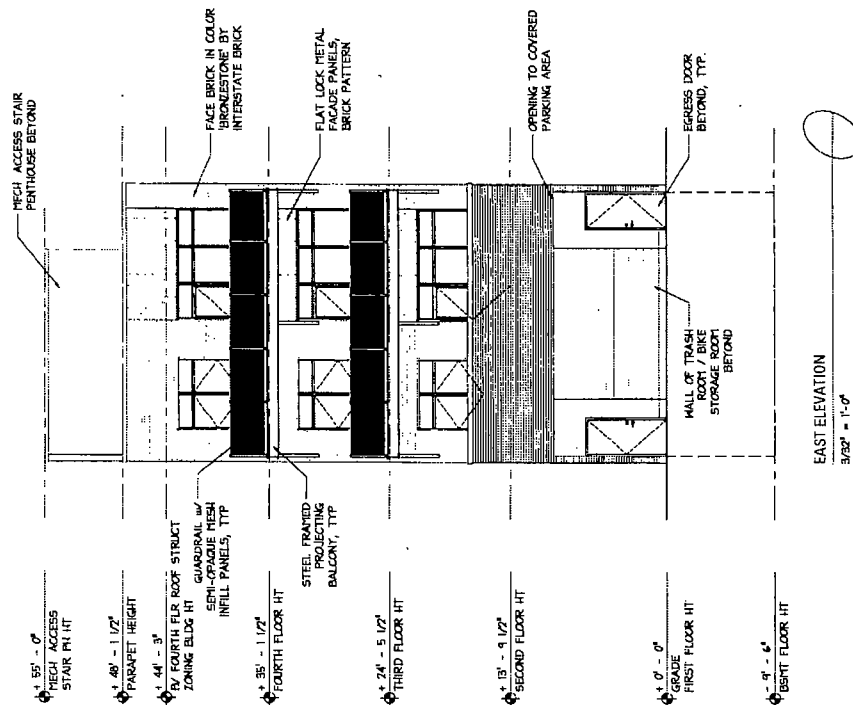 MECH ACCESS STAIR
PENTHOUSE BEYOND
FACE BRICK IN COLOR
'BRONZESTONE' BY
INTERSTATE BRICK
FLAT LOCK METAL
FACADE PANELS,
BRICK PATTERN
OPENING TO COVERED
PARKING AREA
EGRESS DOOR
BEYOND, TYP.
GUARDRAIL w/
SEMI-OPAQUE MESH
INFILL PANELS, TYP
STEEL FRAMED
PROJECTING
BALCONY, TYP
WALL OF TRASH
ROOM / BIKE
STORAGE ROOM
BEYOND
+ 55' - 0"
MECH ACCESS
STAIR PH HT
+ 48' - 1 1/2"
PARAPET HEIGHT
+ 44' - 3"
B/ FOURTH FLR ROOF STRUCT
ZONING BLDG HT
+ 35' - 1 1/2"
FOURTH FLOOR HT
+ 24' - 5 1/2"
THIRD FLOOR HT
+ 13' - 9 1/2"
SECOND FLOOR HT
+ 0' - 0"
GRADE
FIRST FLOOR HT
- 9' - 6"
BSMT FLOOR HT
EAST ELEVATION
3/32" = 1'-0"